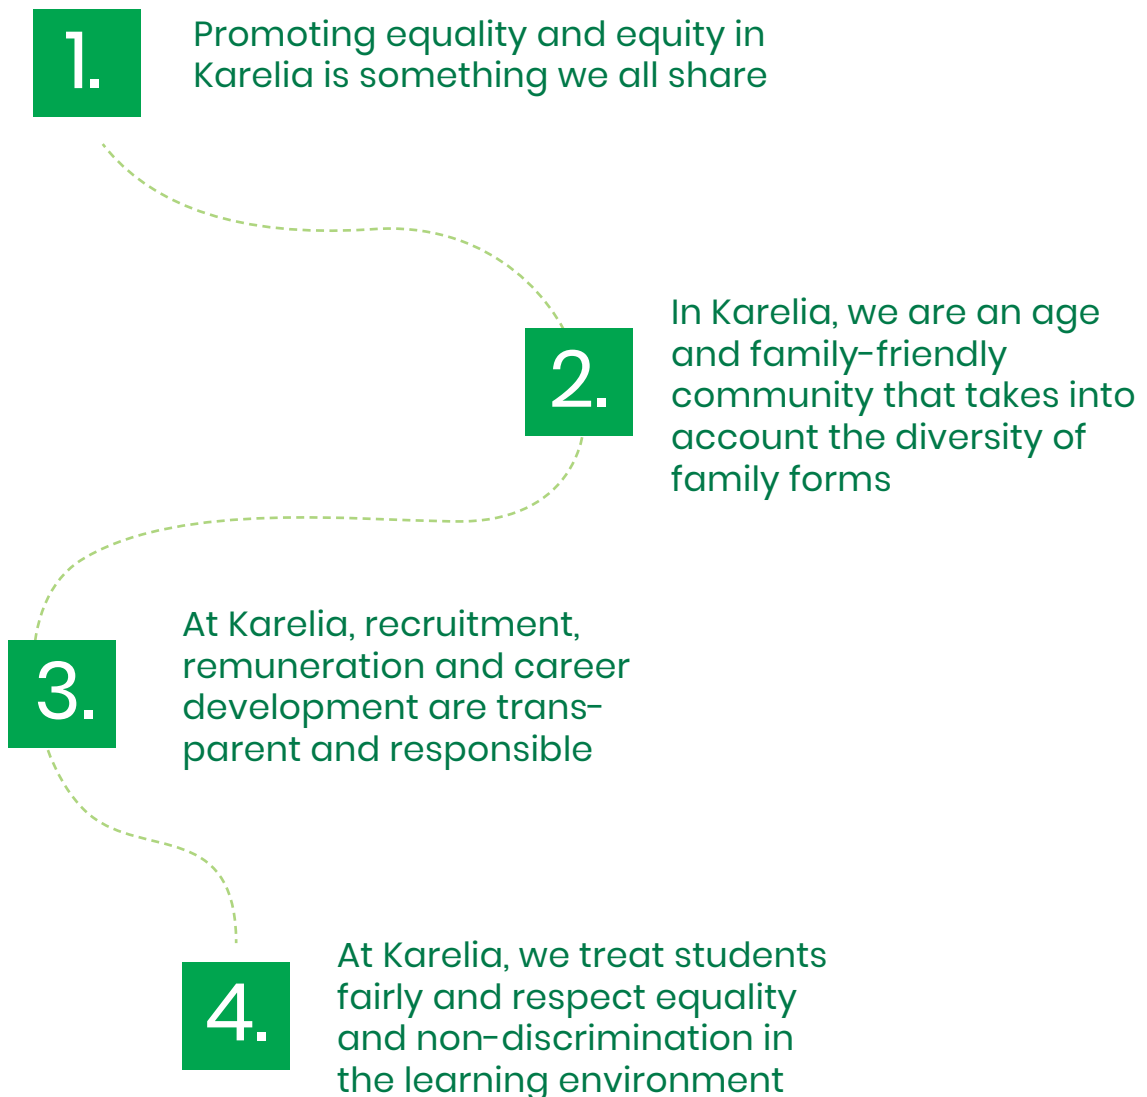 1.
Promoting equality and equity in
Karelia is something we all share
2.
In Karelia, we are an age
and family-friendly
community that takes into
account the diversity of
family forms
3.
At Karelia, recruitment,
remuneration and career
development are trans-
parent and responsible
4.
At Karelia, we treat students
fairly and respect equality
and non-discrimination in
the learning environment